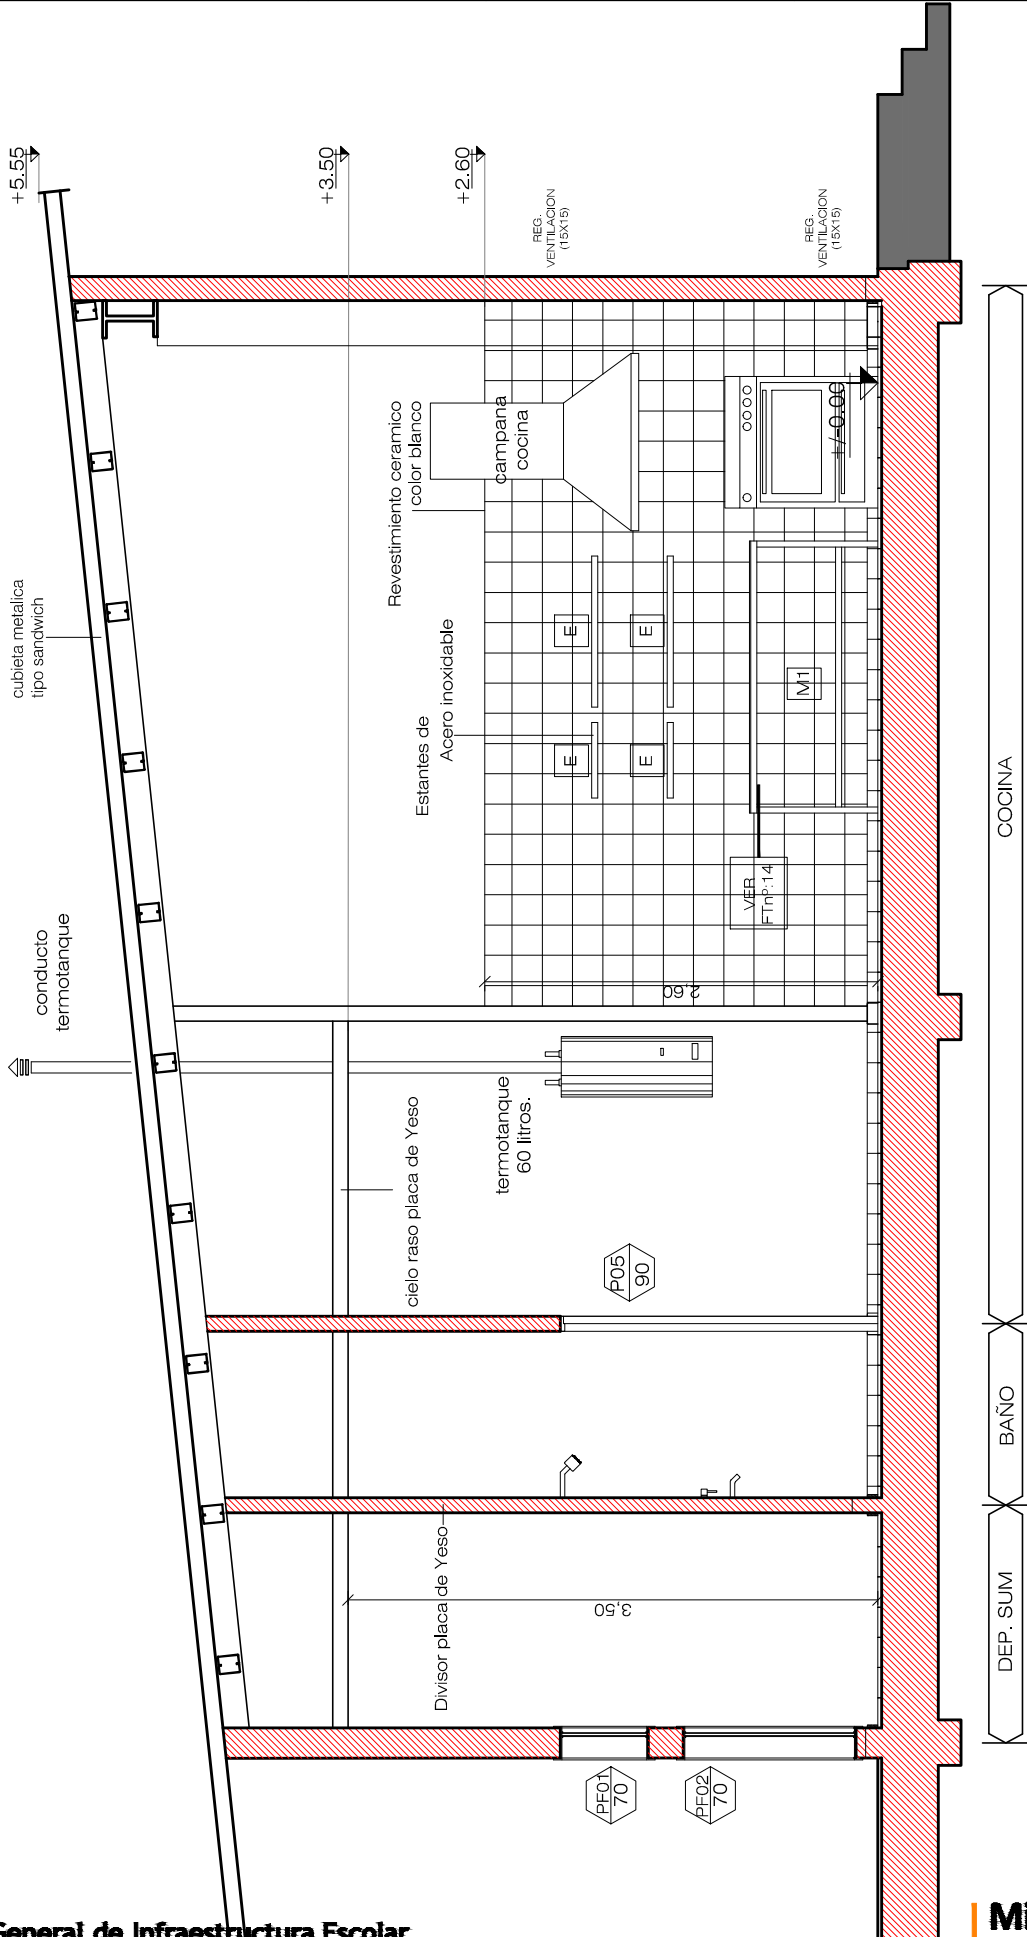 +5.55
+3.50
+2.60
REG.
VENTILACION
(15X15)
REG.
VENTILACION
(15X15)
cubieta metalica
tipo sandwich
Revestimiento ceramico
color blanco
campana
cocina
+/-0.00
Estantes de
Acero inoxidable
E
E
E
E
M1
VER
FTnº:14
2,60
COCINA
conducto
termotanque
termotanque
60 litros.
cielo raso placa de Yeso
P05
90
BAÑO
Divisor placa de Yeso
3,50
DEP. SUM
PF01
70
PF02
70
General de Infraestructura Escolar
Mi